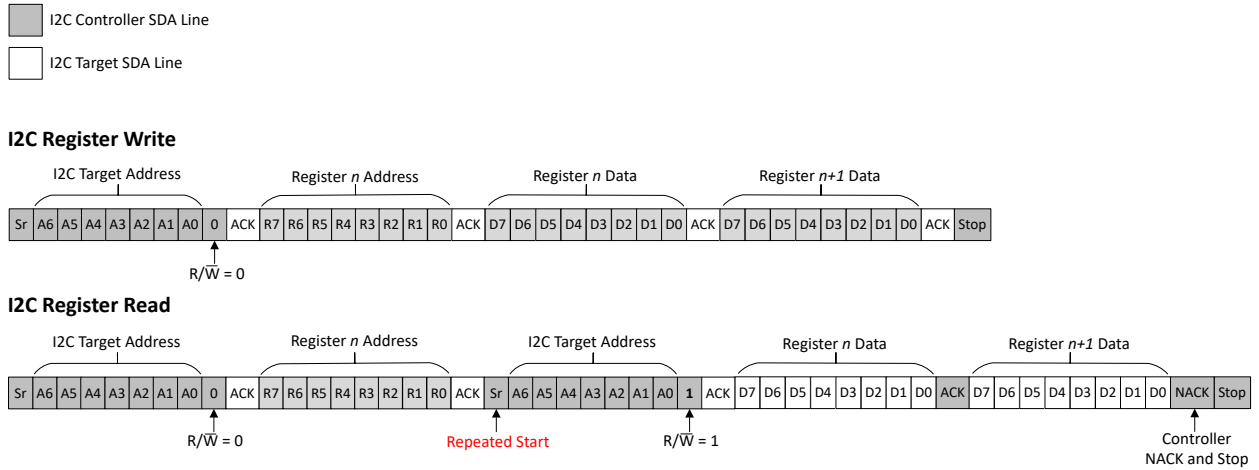 I2C Controller SDA Line
I2C Target SDA Line
I2C Register Write
I2C Target Address Register n Address Register n Data Register n+1 Data
Sr A6 A5 A4 A3 A2 A1 A0 0 ACK R7 R6 R5 R4 R3 R2 R1 R0 ACK D7 D6 D5 D4 D3 D2 D1 D0 ACK D7 D6 D5 D4 D3 D2 D1 D0 ACK Stop
R/W̅ = 0
I2C Register Read
I2C Target Address Register n Address I2C Target Address Register n Data Register n+1 Data
Sr A6 A5 A4 A3 A2 A1 A0 0 ACK R7 R6 R5 R4 R3 R2 R1 R0 ACK Sr A6 A5 A4 A3 A2 A1 A0 1 ACK D7 D6 D5 D4 D3 D2 D1 D0 ACK D7 D6 D5 D4 D3 D2 D1 D0 NACK Stop
R/W̅ = 0 Repeated Start R/W̅ = 1 Controller
NACK and Stop